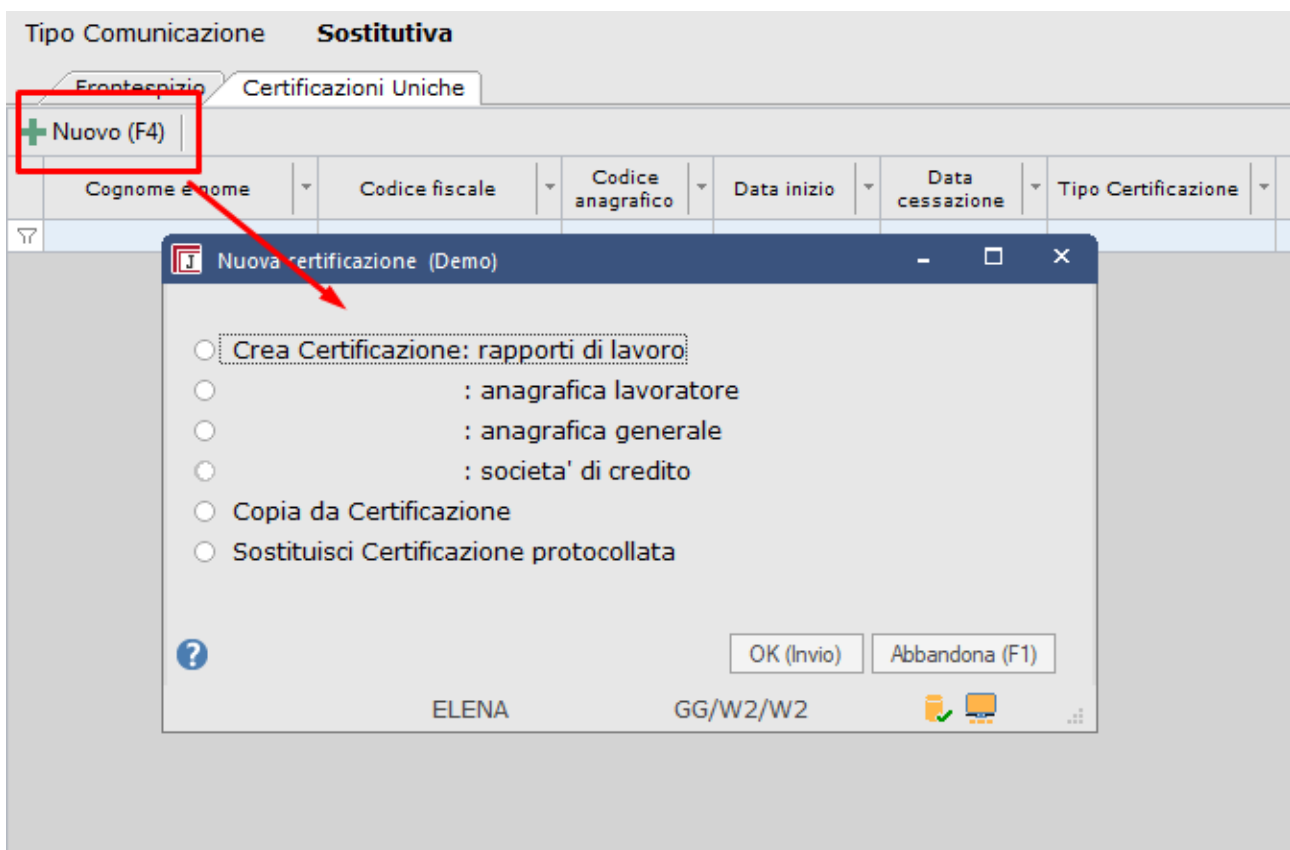 Tipo Comunicazione Sostitutiva
Frontespizio Certificazioni Uniche
Nuovo (F4)
Cognome e nome Codice fiscale Codice anagrafico Data inizio Data cessazione Tipo Certificazione
J Nuova certificazione (Demo)
Crea Certificazione: rapporti di lavoro
: anagrafica lavoratore
: anagrafica generale
: societa' di credito
Copia da Certificazione
Sostituisci Certificazione protocollata
? OK (Invio) Abbandona (F1)
ELENA GG/W2/W2